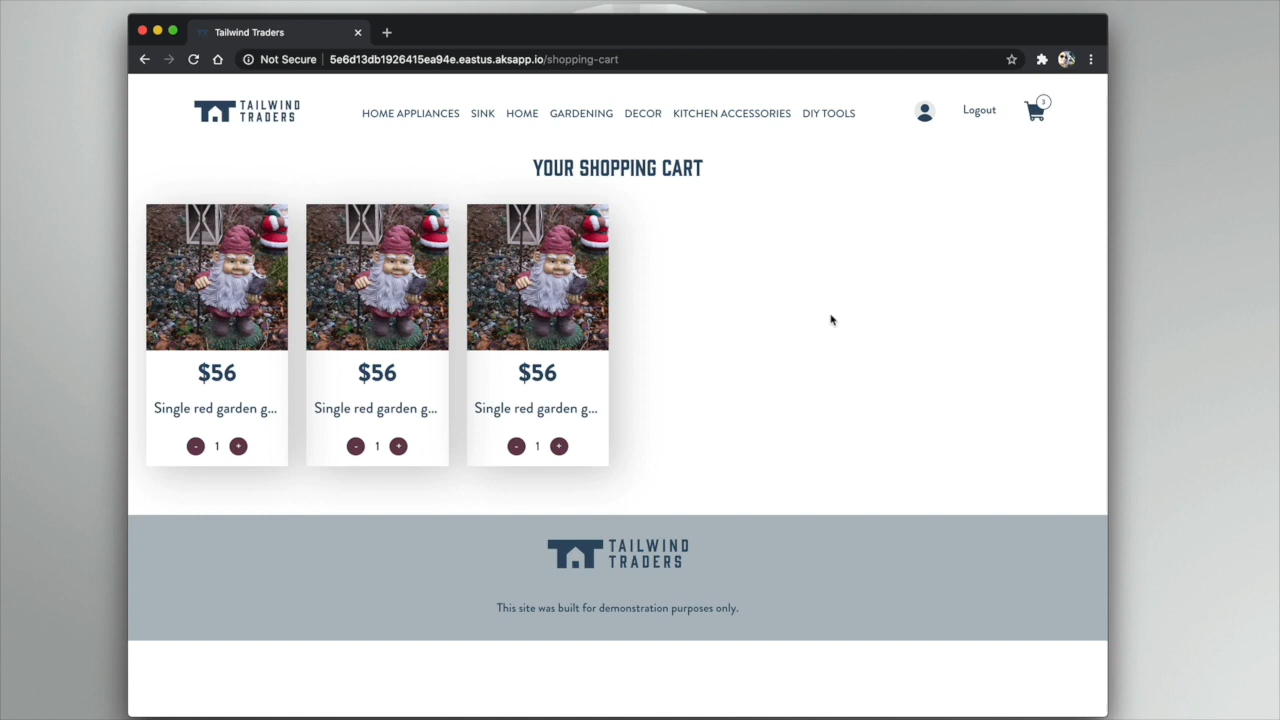 Tailwind Traders
Not Secure
5e6d13db1926415ea94e.eastus.aksapp.io/shopping-cart
TAILWIND
TRADERS
HOME APPLIANCES
SINK
HOME
GARDENING
DECOR
KITCHEN ACCESSORIES
DIY TOOLS
Logout
3
YOUR SHOPPING CART
$56
$56
$56
Single red garden g...
Single red garden g...
Single red garden g...
- 1 +
- 1 +
- 1 +
TAILWIND
TRADERS
This site was built for demonstration purposes only.